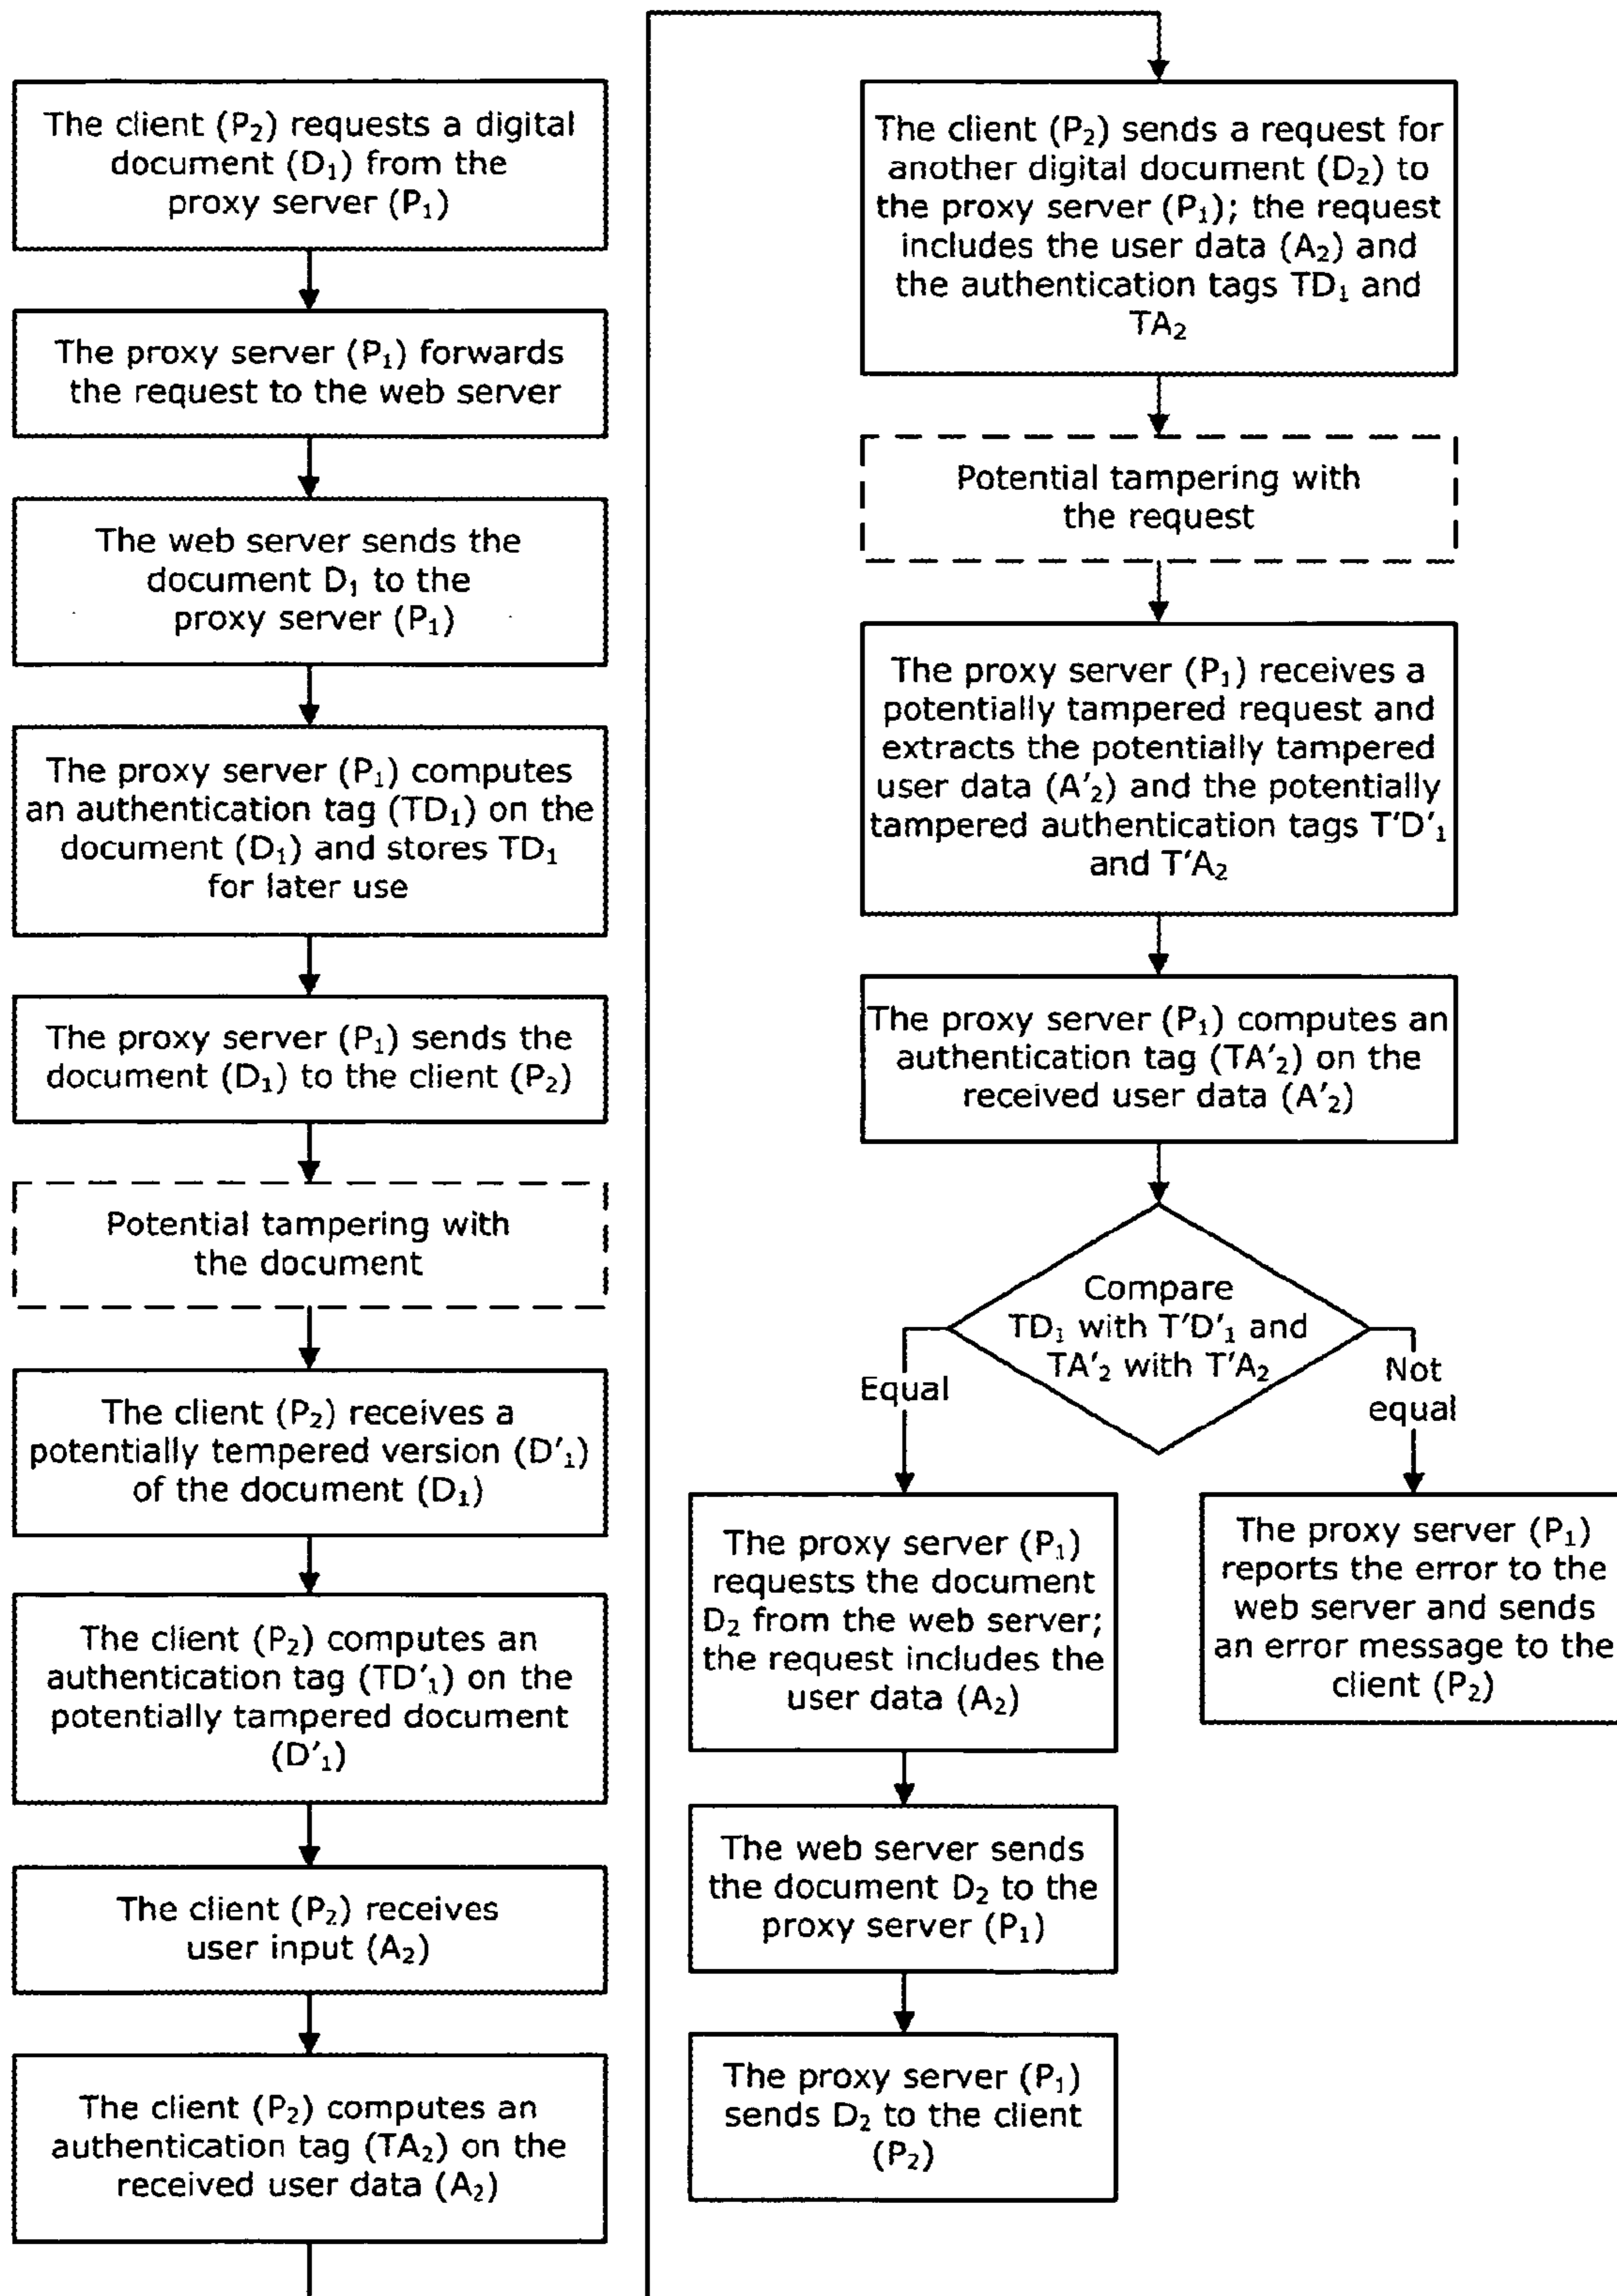 The client (P₂) requests a digital
document (D₁) from the
proxy server (P₁)
The proxy server (P₁) forwards
the request to the web server
The web server sends the
document D₁ to the
proxy server (P₁)
The proxy server (P₁) computes
an authentication tag (TD₁) on the
document (D₁) and stores TD₁
for later use
The proxy server (P₁) sends the
document (D₁) to the client (P₂)
Potential tampering with
the document
The client (P₂) receives a
potentially tempered version (D′₁)
of the document (D₁)
The client (P₂) computes an
authentication tag (TD′₁) on the
potentially tampered document
(D′₁)
The client (P₂) receives
user input (A₂)
The client (P₂) computes an
authentication tag (TA₂) on the
received user data (A₂)
The client (P₂) sends a request for
another digital document (D₂) to
the proxy server (P₁); the request
includes the user data (A₂) and
the authentication tags TD₁ and
TA₂
Potential tampering with
the request
The proxy server (P₁) receives a
potentially tampered request and
extracts the potentially tampered
user data (A′₂) and the potentially
tampered authentication tags T′D′₁
and T′A₂
The proxy server (P₁) computes an
authentication tag (TA′₂) on the
received user data (A′₂)
Compare
TD₁ with T′D′₁ and
TA′₂ with T′A₂
Equal
Not
equal
The proxy server (P₁)
requests the document
D₂ from the web server;
the request includes the
user data (A₂)
The proxy server (P₁)
reports the error to the
web server and sends
an error message to the
client (P₂)
The web server sends
the document D₂ to the
proxy server (P₁)
The proxy server (P₁)
sends D₂ to the client
(P₂)